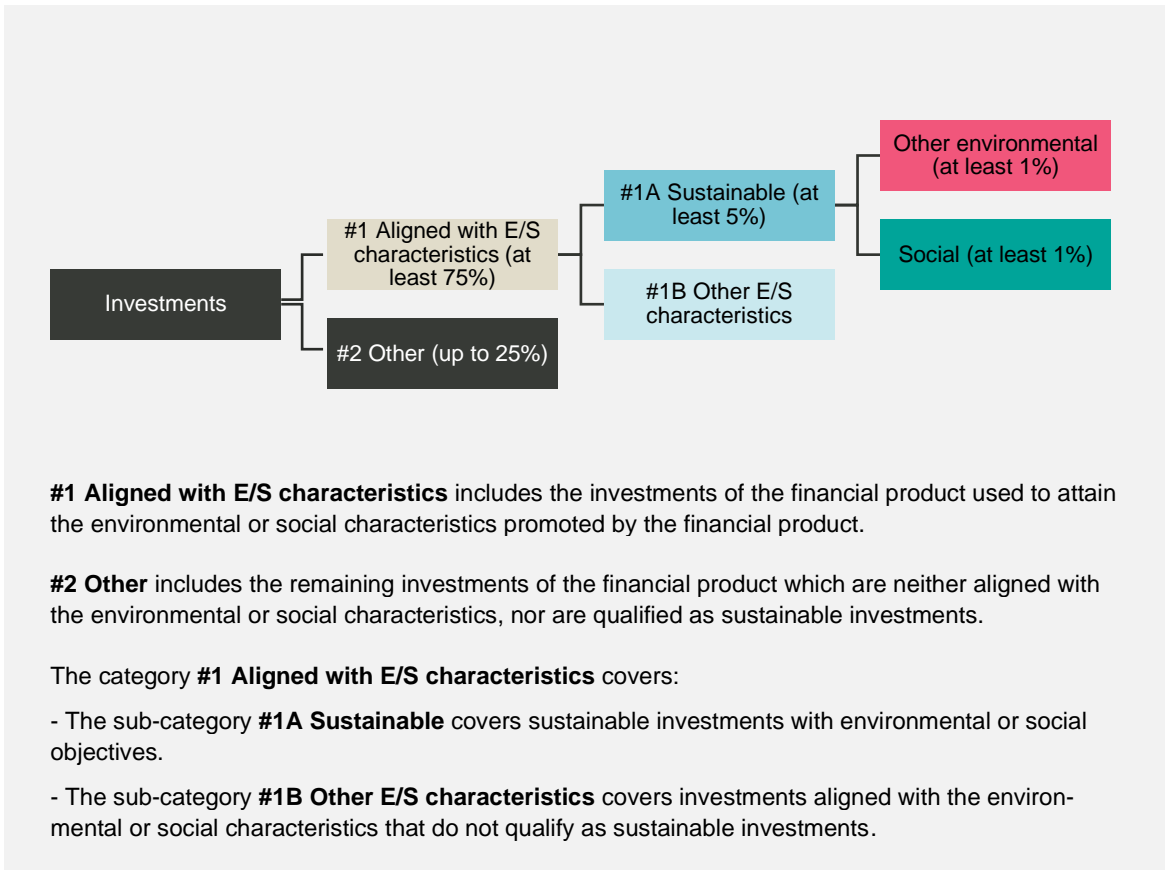 Other environmental
(at least 1%)
#1A Sustainable (at
least 5%)
#1 Aligned with E/S
characteristics (at
least 75%)
Social (at least 1%)
Investments
#1B Other E/S
characteristics
#2 Other (up to 25%)
#1 Aligned with E/S characteristics includes the investments of the financial product used to attain
the environmental or social characteristics promoted by the financial product.
#2 Other includes the remaining investments of the financial product which are neither aligned with
the environmental or social characteristics, nor are qualified as sustainable investments.
The category #1 Aligned with E/S characteristics covers:
- The sub-category #1A Sustainable covers sustainable investments with environmental or social
objectives.
- The sub-category #1B Other E/S characteristics covers investments aligned with the environ-
mental or social characteristics that do not qualify as sustainable investments.